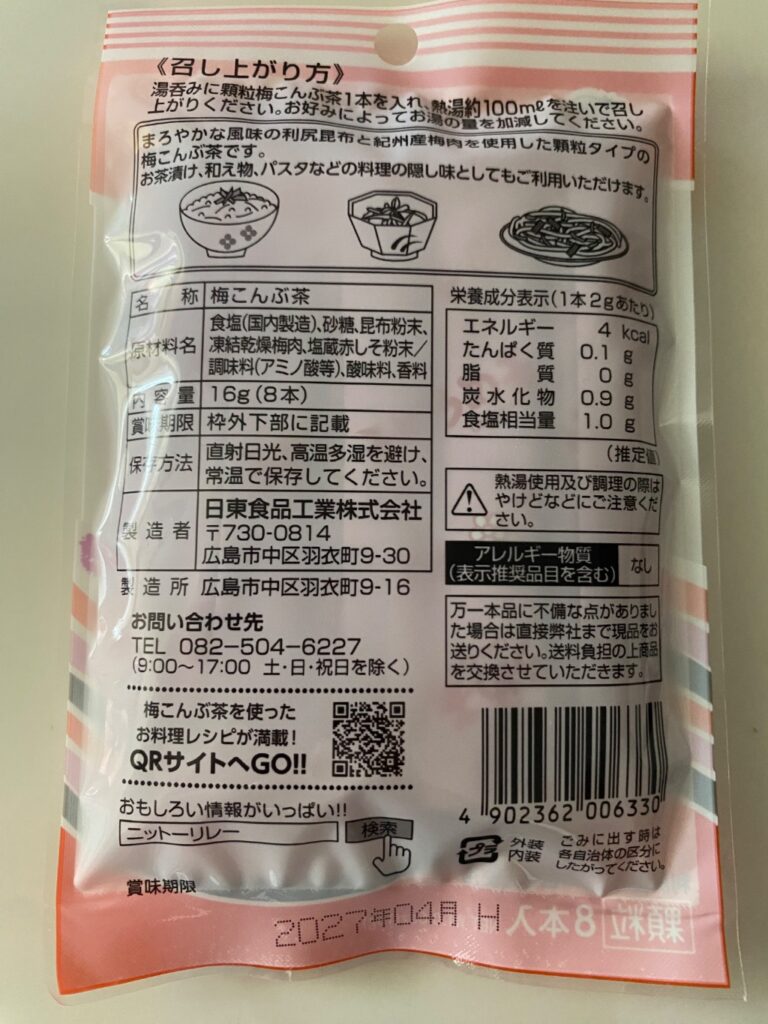 《召し上がり方》
湯呑みに顆粒梅こんぶ茶1本を入れ、熱湯約100mℓを注いで召し
上がりください。お好みによってお湯の量を加減してください。
まろやかな風味の利尻昆布と紀州産梅肉を使用した顆粒タイプの
梅こんぶ茶です。
お茶漬け、和え物、パスタなどの料理の隠し味としてもご利用いただけます。
名称 梅こんぶ茶
原材料名 食塩(国内製造)、砂糖、昆布粉末、
凍結乾燥梅肉、塩蔵赤しそ粉末／
調味料(アミノ酸等)、酸味料、香料
内容量 16g(8本)
賞味期限 枠外下部に記載
保存方法 直射日光、高温多湿を避け、
常温で保存してください。
製造者 日東食品工業株式会社
〒730-0814
広島市中区羽衣町9-30
製造所 広島市中区羽衣町9-16
お問い合わせ先
TEL 082-504-6227
(9:00～17:00 土・日・祝日を除く)
梅こんぶ茶を使った
お料理レシピが満載!
QRサイトへGO!!
おもしろい情報がいっぱい!!
ニットーリレー 検索
栄養成分表示(1本2gあたり)
エネルギー 4 kcal
たんぱく質 0.1 g
脂質 0 g
炭水化物 0.9 g
食塩相当量 1.0 g
(推定値)
熱湯使用及び調理の際は
やけどなどにご注意くだ
さい。
アレルギー物質
(表示推奨品目を含む) なし
万一本品に不備な点がありまし
た場合は直接弊社まで現品をお
送りください。送料負担の上商品
を交換させていただきます。
4 902362 006330
プラ 外装
内装
ごみに出す時は
各自治体の区分に
したがってください。
賞味期限
2027年04月 H
顆粒 8本入